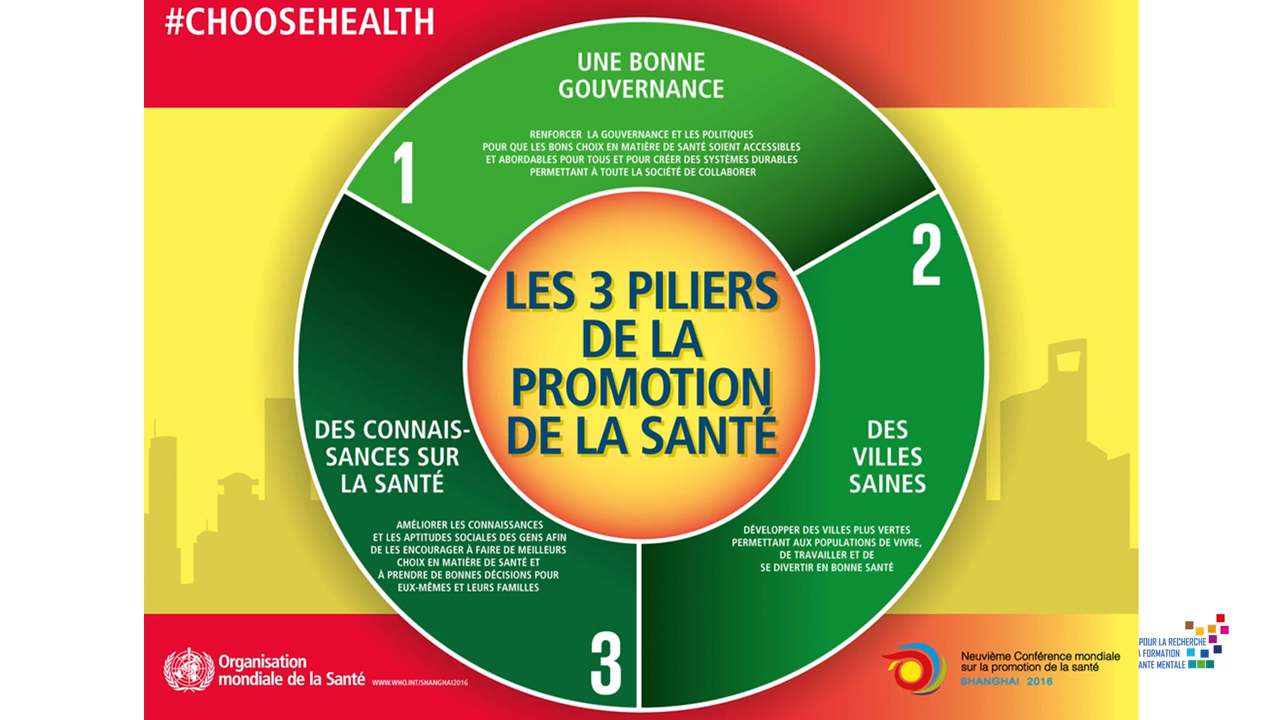 #CHOOSEHEALTH
UNE BONNE
GOUVERNANCE
RENFORCER LA GOUVERNANCE ET LES POLITIQUES
POUR QUE LES BONS CHOIX EN MATIÈRE DE SANTÉ SOIENT ACCESSIBLES
ET ABORDABLES POUR TOUS ET POUR CRÉER DES SYSTÈMES DURABLES
PERMETTANT À TOUTE LA SOCIÉTÉ DE COLLABORER
1
2
LES 3 PILIERS
DE LA
PROMOTION
DE LA SANTÉ
DES
VILLES
SAINES
DÉVELOPPER DES VILLES PLUS VERTES
PERMETTANT AUX POPULATIONS DE VIVRE,
DE TRAVAILLER ET DE
SE DIVERTIR EN BONNE SANTÉ
DES CONNAIS-
SANCES SUR
LA SANTÉ
AMÉLIORER LES CONNAISSANCES
ET LES APTITUDES SOCIALES DES GENS AFIN
DE LES ENCOURAGER À FAIRE DE MEILLEURS
CHOIX EN MATIÈRE DE SANTÉ ET
À PRENDRE DE BONNES DÉCISIONS POUR
EUX-MÊMES ET LEURS FAMILLES
3
Organisation
mondiale de la Santé
WWW.WHO.INT/SHANGHAI2016
Neuvième Conférence mondiale
sur la promotion de la santé
SHANGHAI 2016
POUR LA RECHERCHE
A FORMATION
ANTE MENTALE